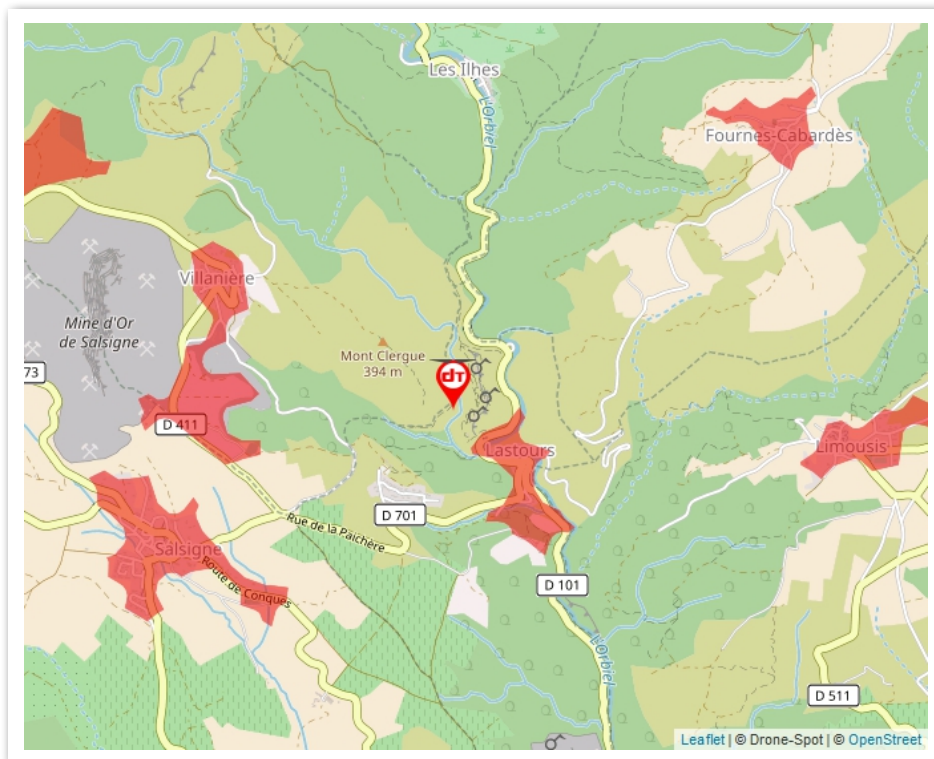 Les Ilhes
L'Orbiel
Fournes-Cabardès
Villanière
Mine d'Or
de Salsigne
Mont Clergue
394 m
73
dT
D 411
Lastours
Limousis
D 701
Rue de la Paichère
Salsigne
Route de Conques
D 101
L'Orbiel
D 511
Leaflet | © Drone-Spot | © OpenStreet